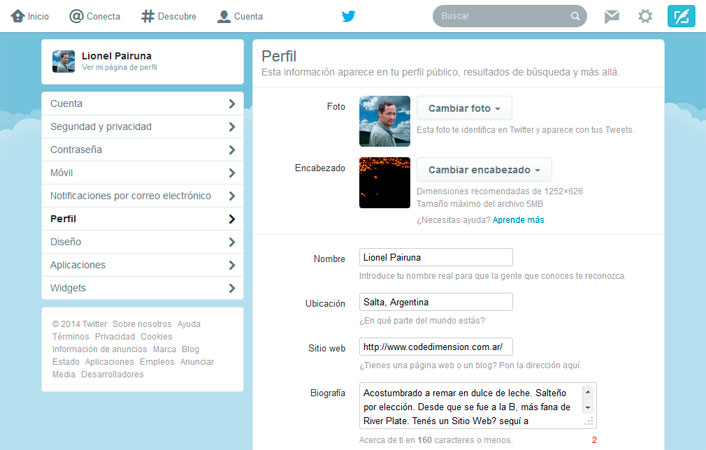 Inicio
Conecta
Descubre
Cuenta
Buscar
Lionel Pairuna
Ver mi página de perfil
Cuenta
Seguridad y privacidad
Contraseña
Móvil
Notificaciones por correo electrónico
Perfil
Diseño
Aplicaciones
Widgets
© 2014 Twitter Sobre nosotros Ayuda
Términos Privacidad Cookies
Información de anuncios Marca Blog
Estado Aplicaciones Empleos Anunciar
Media Desarrolladores
Perfil
Esta información aparece en tu perfil público, resultados de búsqueda y más allá.
Foto
Cambiar foto
Esta foto te identifica en Twitter y aparece con tus Tweets.
Encabezado
Cambiar encabezado
Dimensiones recomendadas de 1252×626
Tamaño máximo del archivo 5MB
¿Necesitas ayuda? Aprende más.
Nombre
Lionel Pairuna
Introduce tu nombre real para que la gente que conoces te reconozca.
Ubicación
Salta, Argentina
¿En qué parte del mundo estás?
Sitio web
http://www.codedimension.com.ar/
¿Tienes una página web o un blog? Pon la dirección aquí.
Biografía
Acostumbrado a remar en dulce de leche. Salteño
por elección. Desde que se fue a la B, más fana de
River Plate. Tenés un Sitio Web? seguí a
Acerca de ti en 160 caracteres o menos.
2